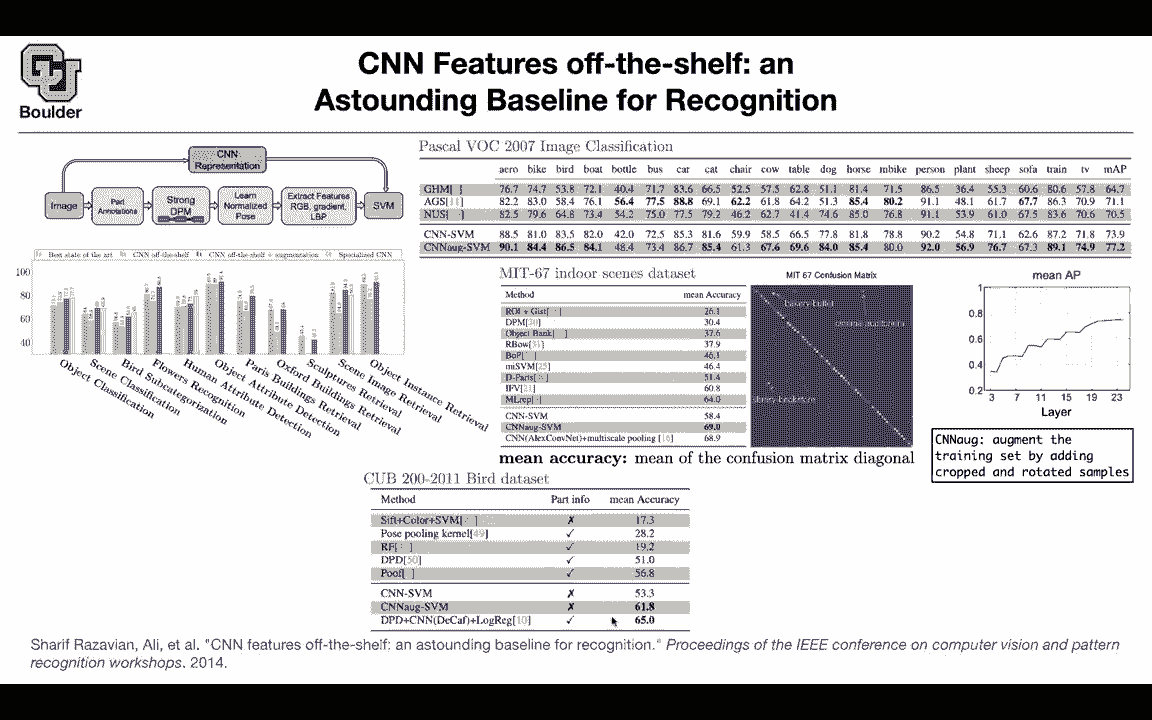 CNN Features off-the-shelf: an
Astounding Baseline for Recognition
Boulder
CNN
Representation
Image
Part
Annotations
Strong
DPM
Learn
Normalized
Pose
Extract Features
RGB, gradient,
LBP
SVM
Best state of the art CNN off-the-shelf CNN off-the-shelf + augmentation Specialized CNN
100
80
60
40
Object Classification
Scene Classification
Bird Subcategorization
Flowers Recognition
Human Attribute Detection
Object Attribute Detection
Paris Buildings Retrieval
Oxford Buildings Retrieval
Sculptures Retrieval
Scene Image Retrieval
Object Instance Retrieval
Pascal VOC 2007 Image Classification
aero bike bird boat bottle bus car cat chair cow table dog horse mbike person plant sheep sofa train tv mAP
GHM[ ] 76.7 74.7 53.8 72.1 40.4 71.7 83.6 66.5 52.5 57.5 62.8 51.1 81.4 71.5 86.5 36.4 55.3 60.6 80.6 57.8 64.7
AGS[11] 82.2 83.0 58.4 76.1 56.4 77.5 88.8 69.1 62.2 61.8 64.2 51.3 85.4 80.2 91.1 48.1 61.7 67.7 86.3 70.9 71.1
NUS[ ] 82.5 79.6 64.8 73.4 54.2 75.0 77.5 79.2 46.2 62.7 41.4 74.6 85.0 76.8 91.1 53.9 61.0 67.5 83.6 70.6 70.5
CNN-SVM 88.5 81.0 83.5 82.0 42.0 72.5 85.3 81.6 59.9 58.5 66.5 77.8 81.8 78.8 90.2 54.8 71.1 62.6 87.2 71.8 73.9
CNNaug-SVM 90.1 84.4 86.5 84.1 48.4 73.4 86.7 85.4 61.3 67.6 69.6 84.0 85.4 80.0 92.0 56.9 76.7 67.3 89.1 74.9 77.2
MIT-67 indoor scenes dataset
Method mean Accuracy
ROI + Gist[ ] 26.1
DPM[30] 30.4
Object Bank[ ] 37.6
RBow[31] 37.9
BoP[ ] 46.1
miSVM[25] 46.4
D-Parts[ ] 51.4
IFV[21] 60.8
MLrep[ ] 64.0
CNN-SVM 58.4
CNNaug-SVM 69.0
CNN(AlexConvNet)+multiscale pooling [16] 68.9
MIT 67 Confusion Matrix
library bookstore
mean AP
1
0.8
0.6
0.4
0.2
3 7 11 15 19 23
Layer
mean accuracy: mean of the confusion matrix diagonal
CNNaug: augment the
training set by adding
cropped and rotated samples
CUB 200-2011 Bird dataset
Method Part info mean Accuracy
Sift+Color+SVM[ ] ✗ 17.3
Pose pooling kernel[49] ✓ 28.2
RF[ ] ✓ 19.2
DPD[50] ✓ 51.0
Poof[ ] ✓ 56.8
CNN-SVM ✗ 53.3
CNNaug-SVM ✗ 61.8
DPD+CNN(DeCaf)+LogReg[10] ✓ 65.0
Sharif Razavian, Ali, et al. "CNN features off-the-shelf: an astounding baseline for recognition." Proceedings of the IEEE conference on computer vision and pattern
recognition workshops. 2014.